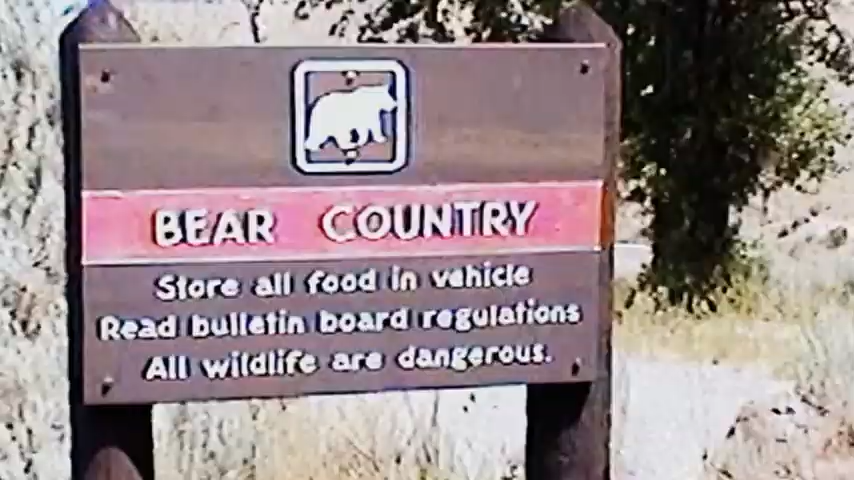 BEAR COUNTRY
Store all food in vehicle
Read bulletin board regulations
All wildlife are dangerous.